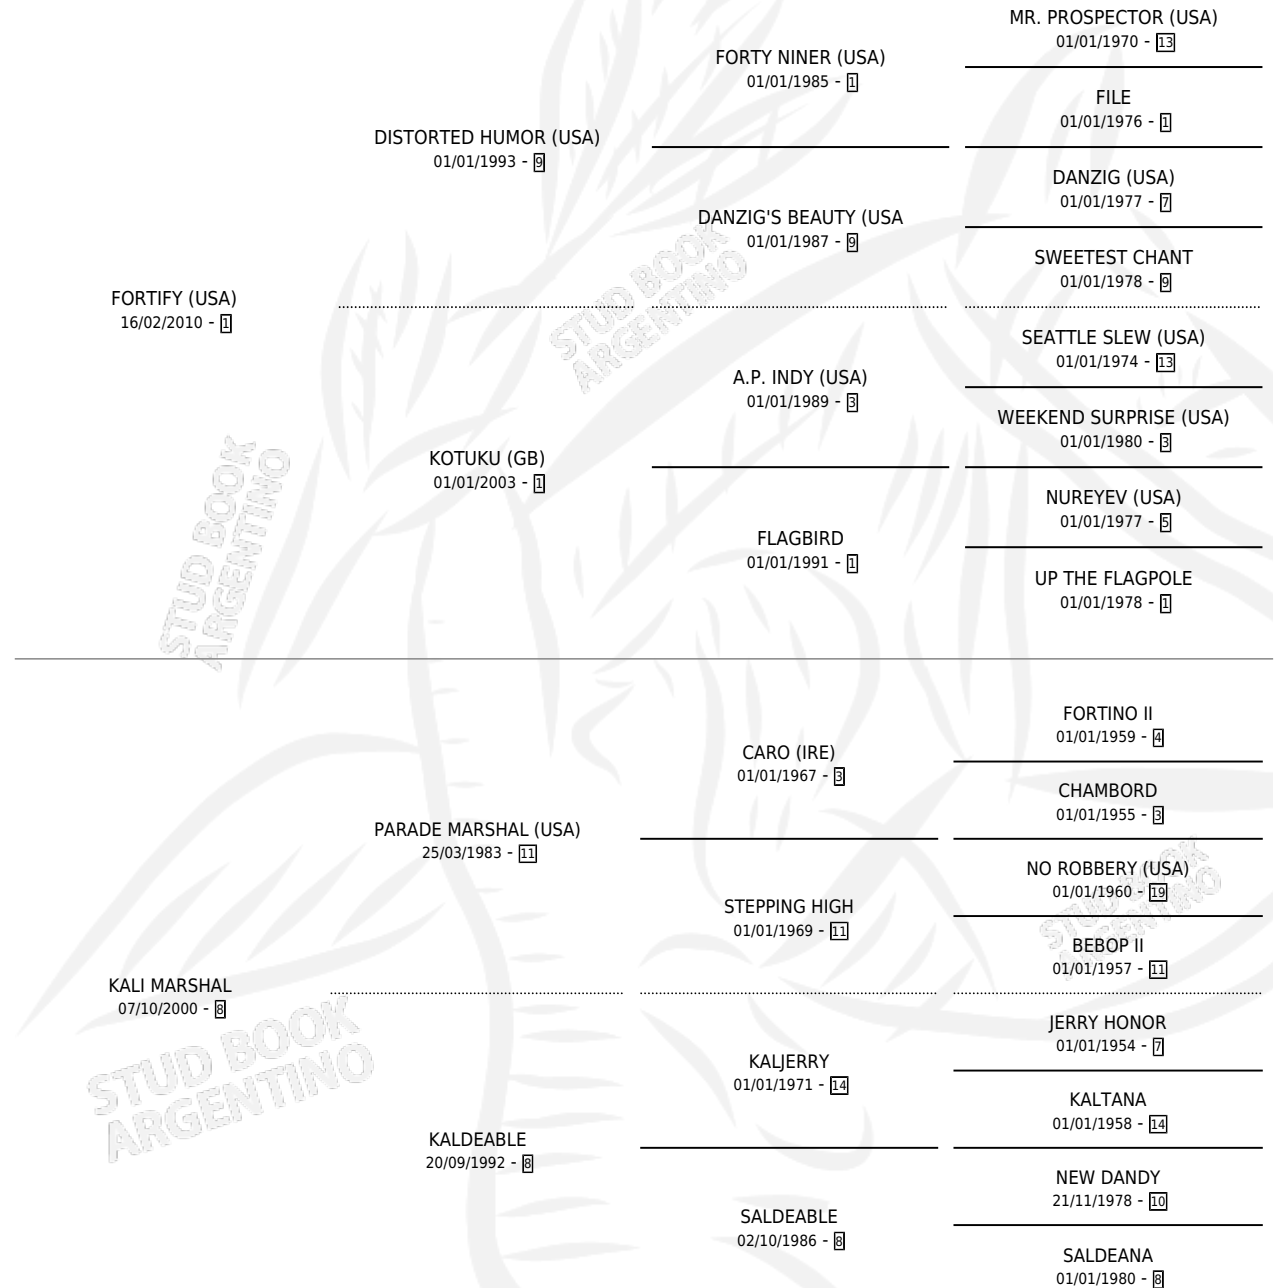 MR. PROSPECTOR (USA)
01/01/1970 - 13
FORTY NINER (USA)
01/01/1985 - 1
FILE
01/01/1976 - 1
DISTORTED HUMOR (USA)
01/01/1993 - 9
DANZIG (USA)
01/01/1977 - 7
DANZIG'S BEAUTY (USA
01/01/1987 - 9
SWEETEST CHANT
01/01/1978 - 9
FORTIFY (USA)
16/02/2010 - 1
STUD BOOK
ARGENTINO
SEATTLE SLEW (USA)
01/01/1974 - 13
A.P. INDY (USA)
01/01/1989 - 3
WEEKEND SURPRISE (USA)
01/01/1980 - 3
KOTUKU (GB)
01/01/2003 - 1
NUREYEV (USA)
01/01/1977 - 5
FLAGBIRD
01/01/1991 - 1
UP THE FLAGPOLE
01/01/1978 - 1
STUD BOOK
ARGENTINO
FORTINO II
01/01/1959 - 4
CARO (IRE)
01/01/1967 - 3
CHAMBORD
01/01/1955 - 3
PARADE MARSHAL (USA)
25/03/1983 - 11
NO ROBBERY (USA)
01/01/1960 - 19
STEPPING HIGH
01/01/1969 - 11
STUD BOOK
ARGENTINO
BEBOP II
01/01/1957 - 11
KALI MARSHAL
07/10/2000 - 8
JERRY HONOR
01/01/1954 - 7
KALJERRY
01/01/1971 - 14
STUD BOOK
ARGENTINO
KALTANA
01/01/1958 - 14
KALDEABLE
20/09/1992 - 8
NEW DANDY
21/11/1978 - 10
SALDEABLE
02/10/1986 - 8
SALDEANA
01/01/1980 - 8